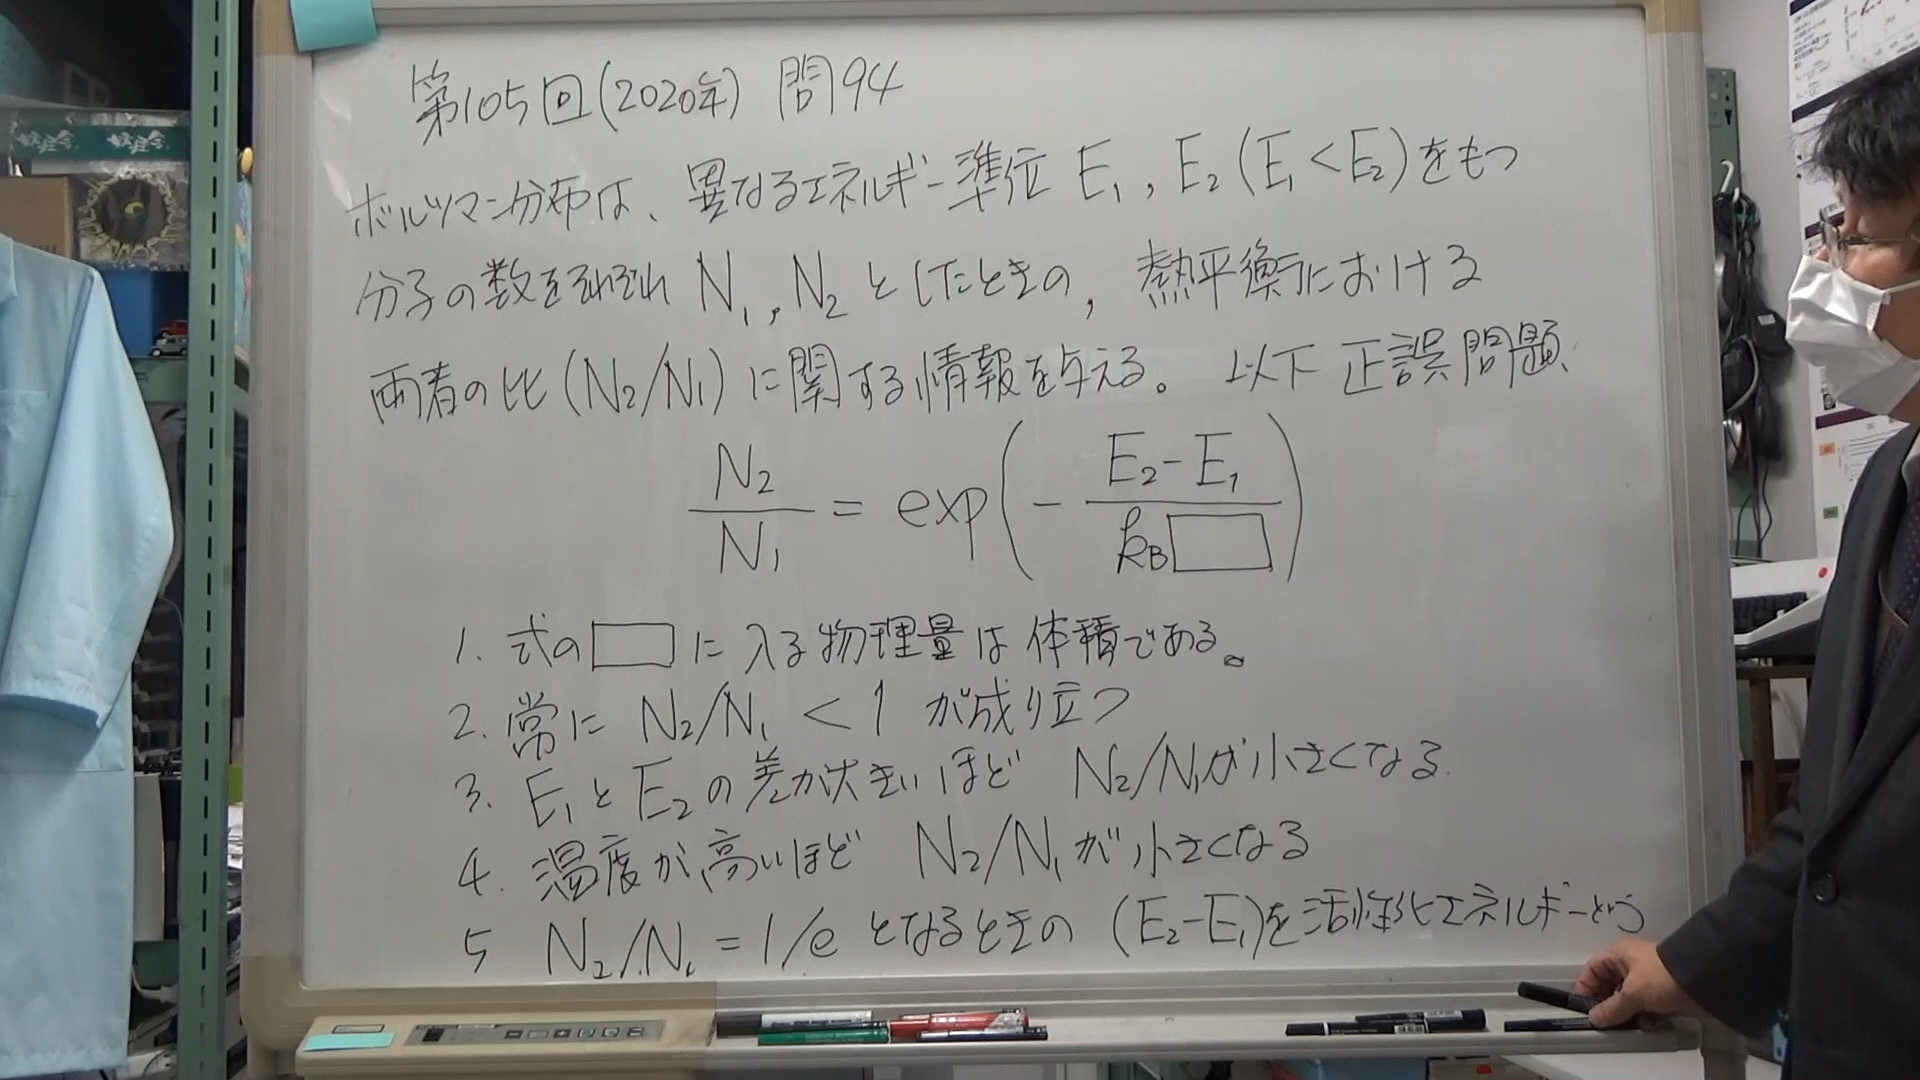 第105回(2020年) 問94
ボルツマン分布は、異なるエネルギー準位 E₁, E₂ (E₁<E₂)をもつ
分子の数をそれぞれ N₁, N₂ としたときの, 熱平衡における
両者の比(N₂/N₁)に関する情報を与える。 以下 正誤問題、
N₂/N₁ = exp(- (E₂-E₁)/(k_B□))
1. 式の□に入る物理量は体積である。
2. 常に N₂/N₁ < 1 が成り立つ
3. E₁とE₂の差が大きいほど N₂/N₁が小さくなる.
4. 温度が高いほど N₂/N₁が小さくなる
5 N₂/N₁ = 1/e となるときの (E₂-E₁)を活性化エネルギーという